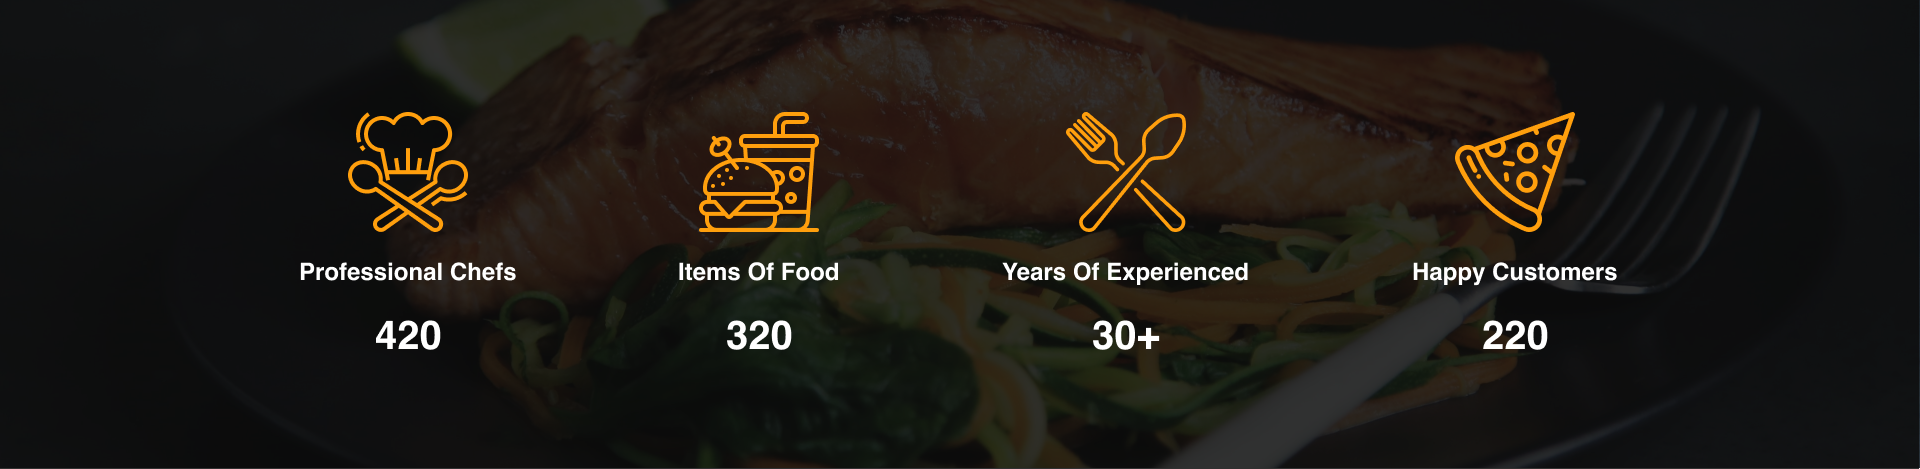 Professional Chefs
420
Items Of Food
320
Years Of Experienced
30+
Happy Customers
220